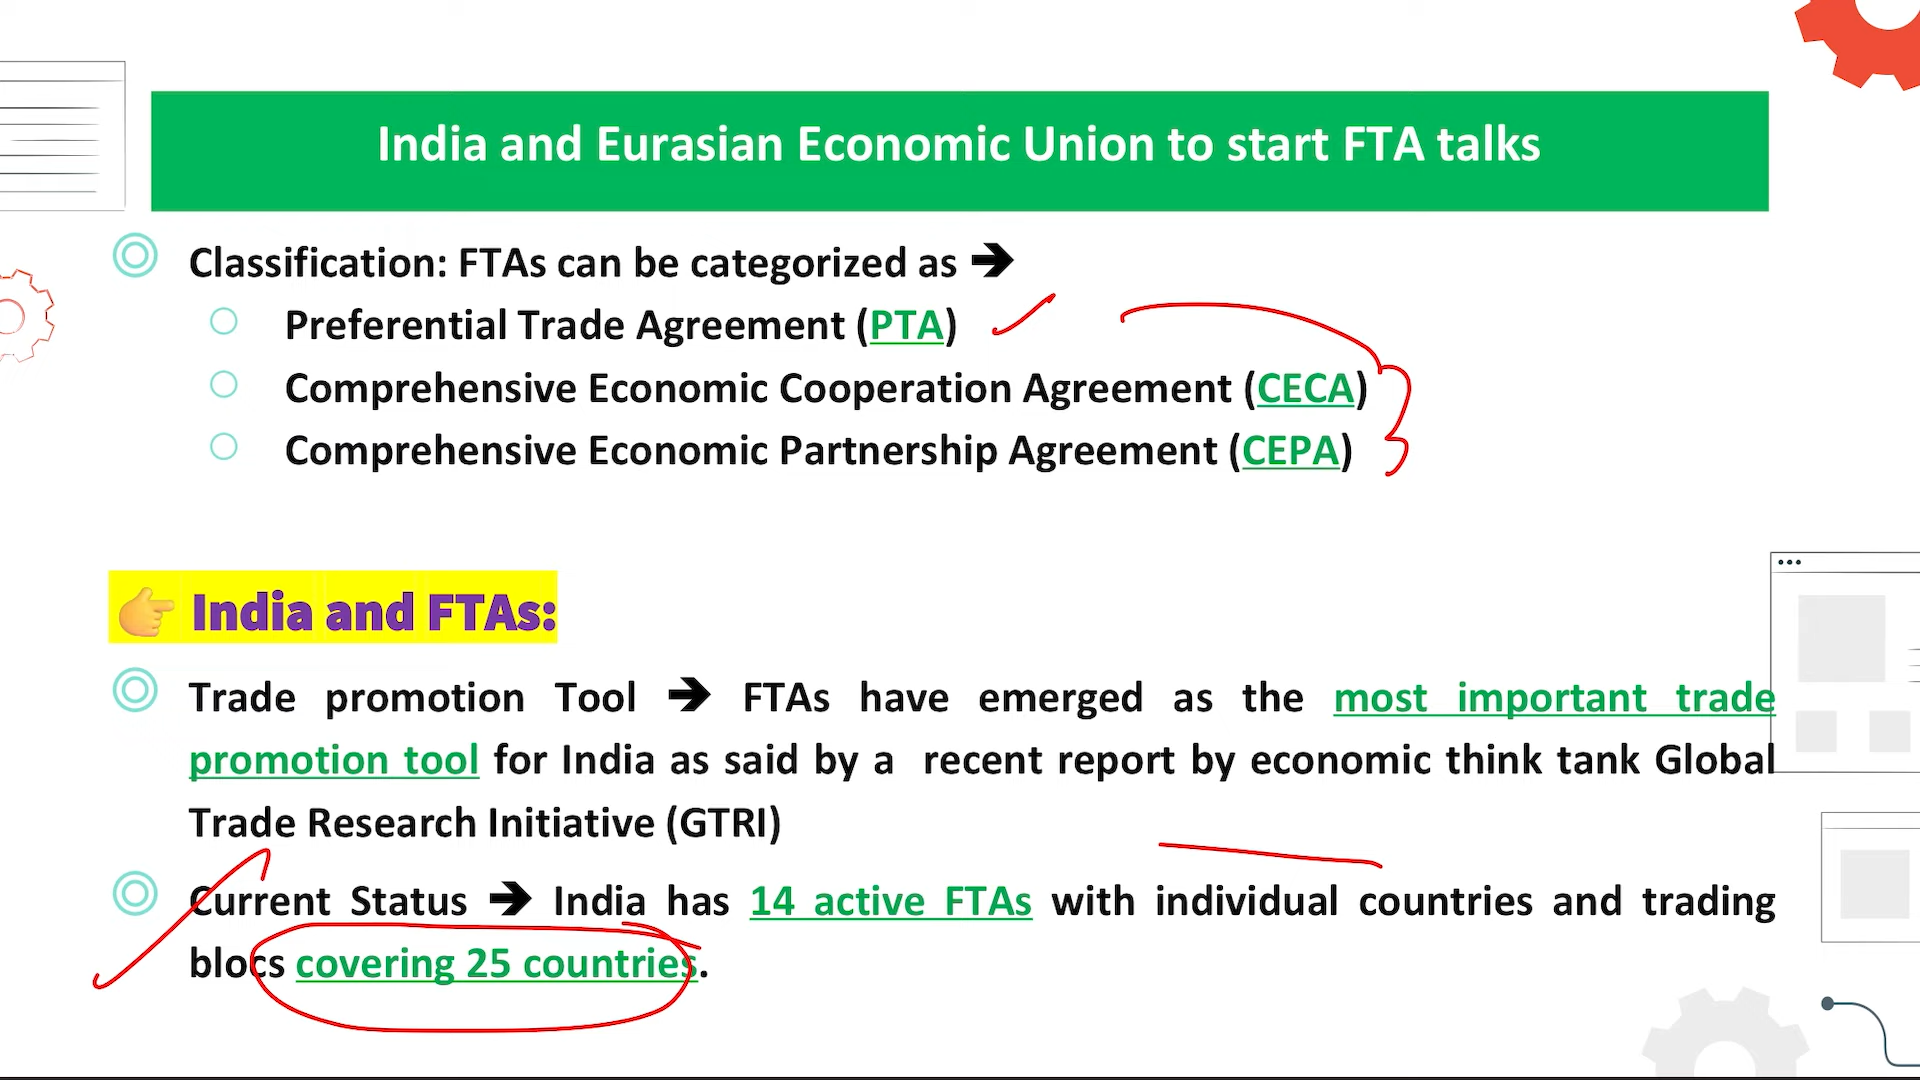 India and Eurasian Economic Union to start FTA talks
Classification: FTAs can be categorized as ➔
Preferential Trade Agreement (PTA)
Comprehensive Economic Cooperation Agreement (CECA)
Comprehensive Economic Partnership Agreement (CEPA)
👉 India and FTAs:
Trade promotion Tool ➔ FTAs have emerged as the most important trade
promotion tool for India as said by a recent report by economic think tank Global
Trade Research Initiative (GTRI)
Current Status ➔ India has 14 active FTAs with individual countries and trading
blocs covering 25 countries.